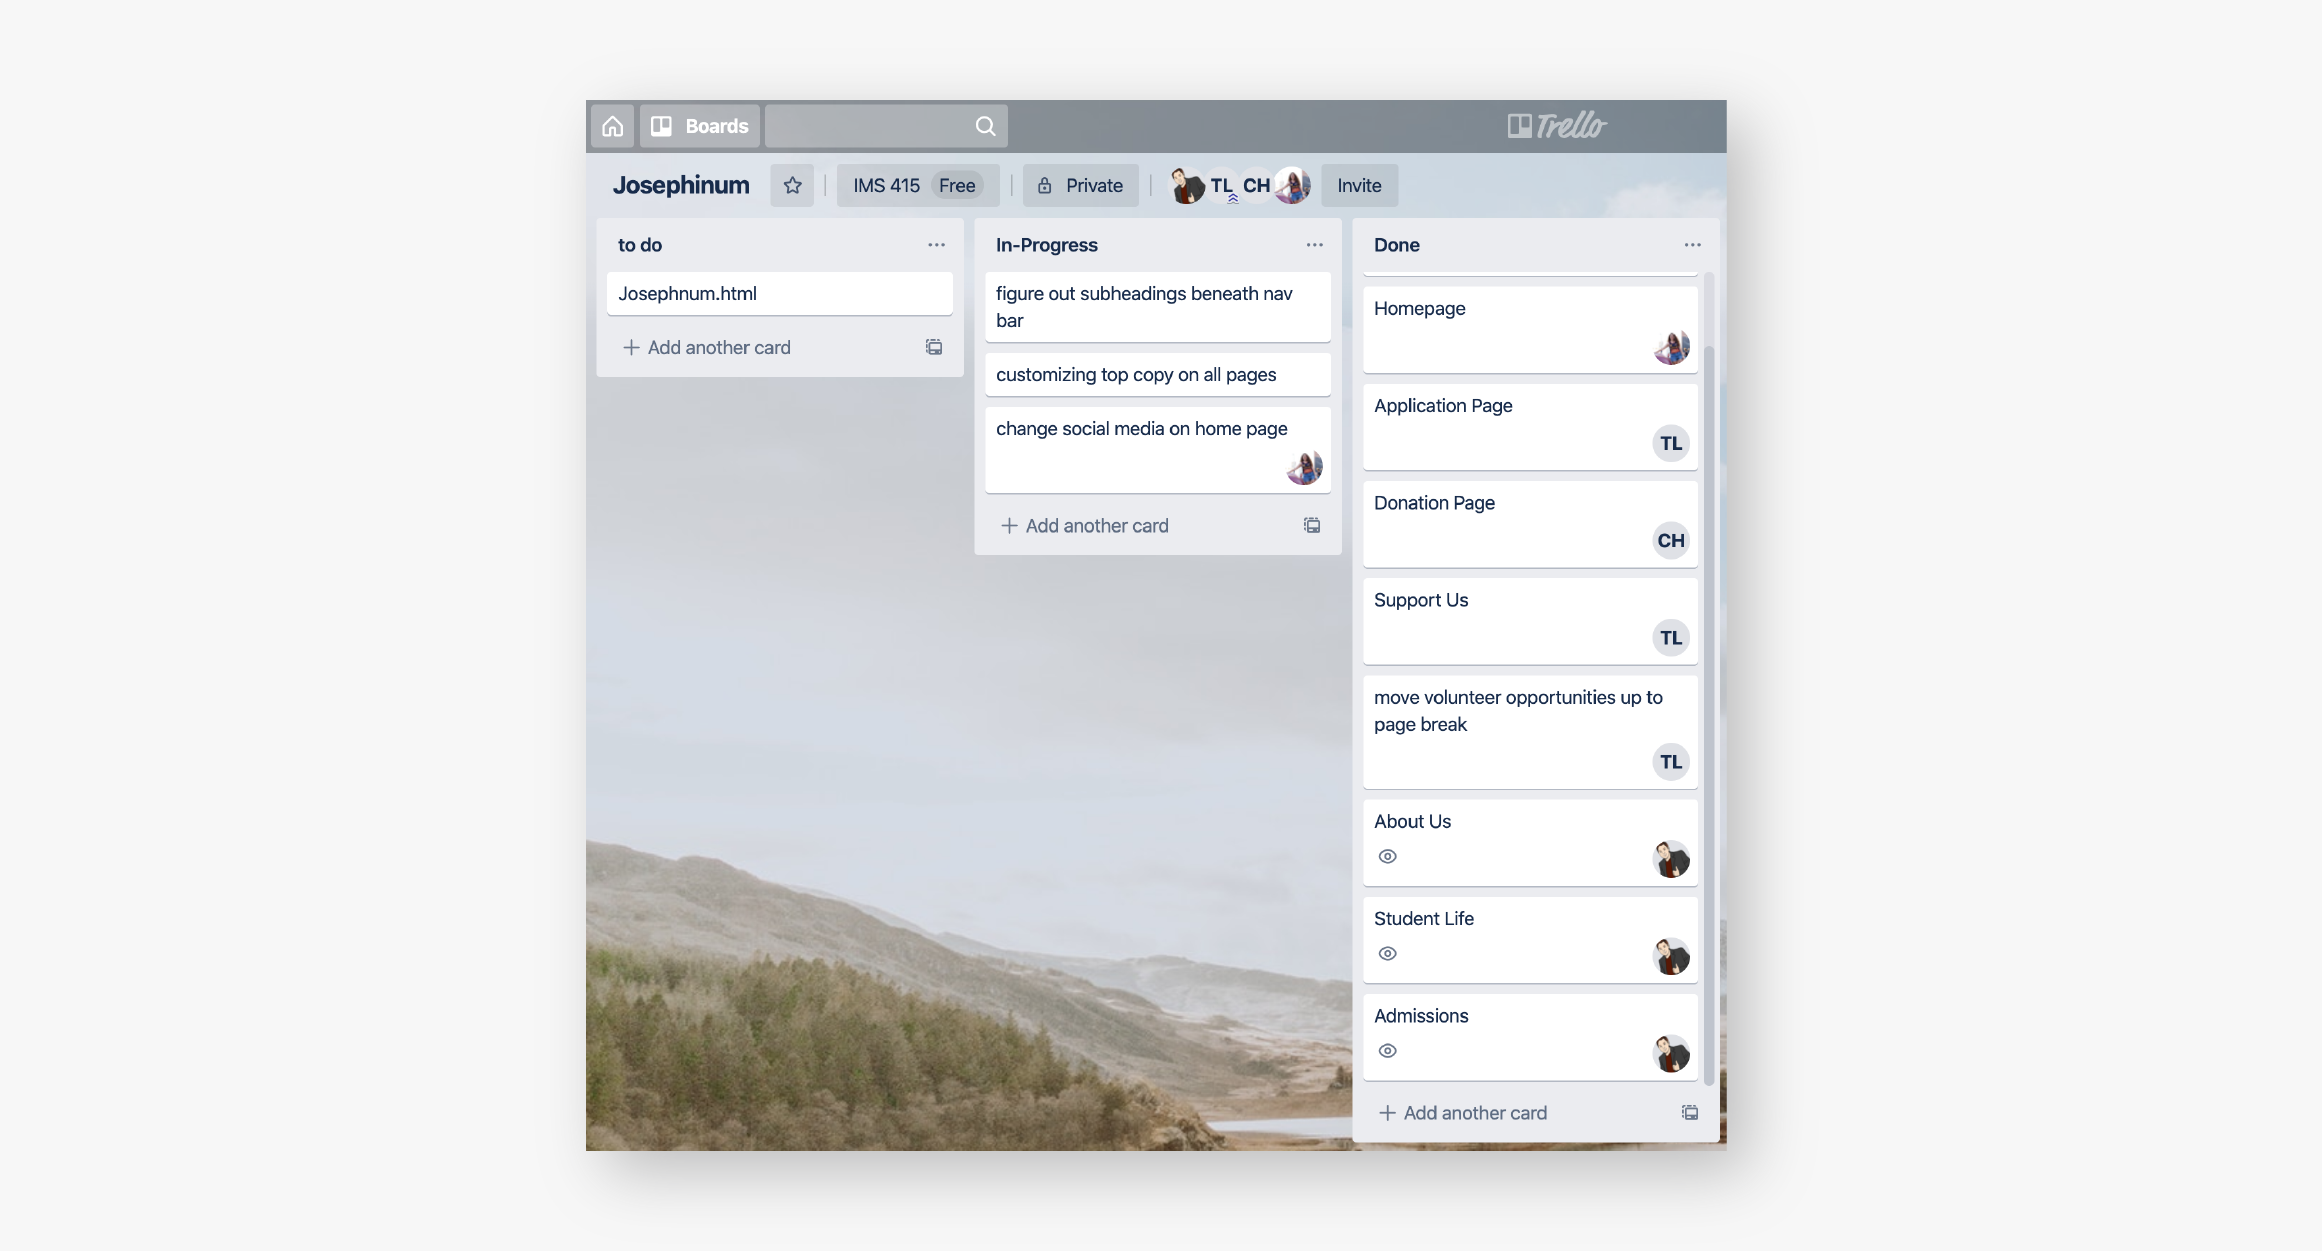 Boards
Trello
Josephinum
IMS 415 Free
Private
TL
CH
Invite
to do
Josephnum.html
Add another card
In-Progress
figure out subheadings beneath nav
bar
customizing top copy on all pages
change social media on home page
Add another card
Done
Homepage
Application Page
TL
Donation Page
CH
Support Us
TL
move volunteer opportunities up to
page break
TL
About Us
Student Life
Admissions
Add another card